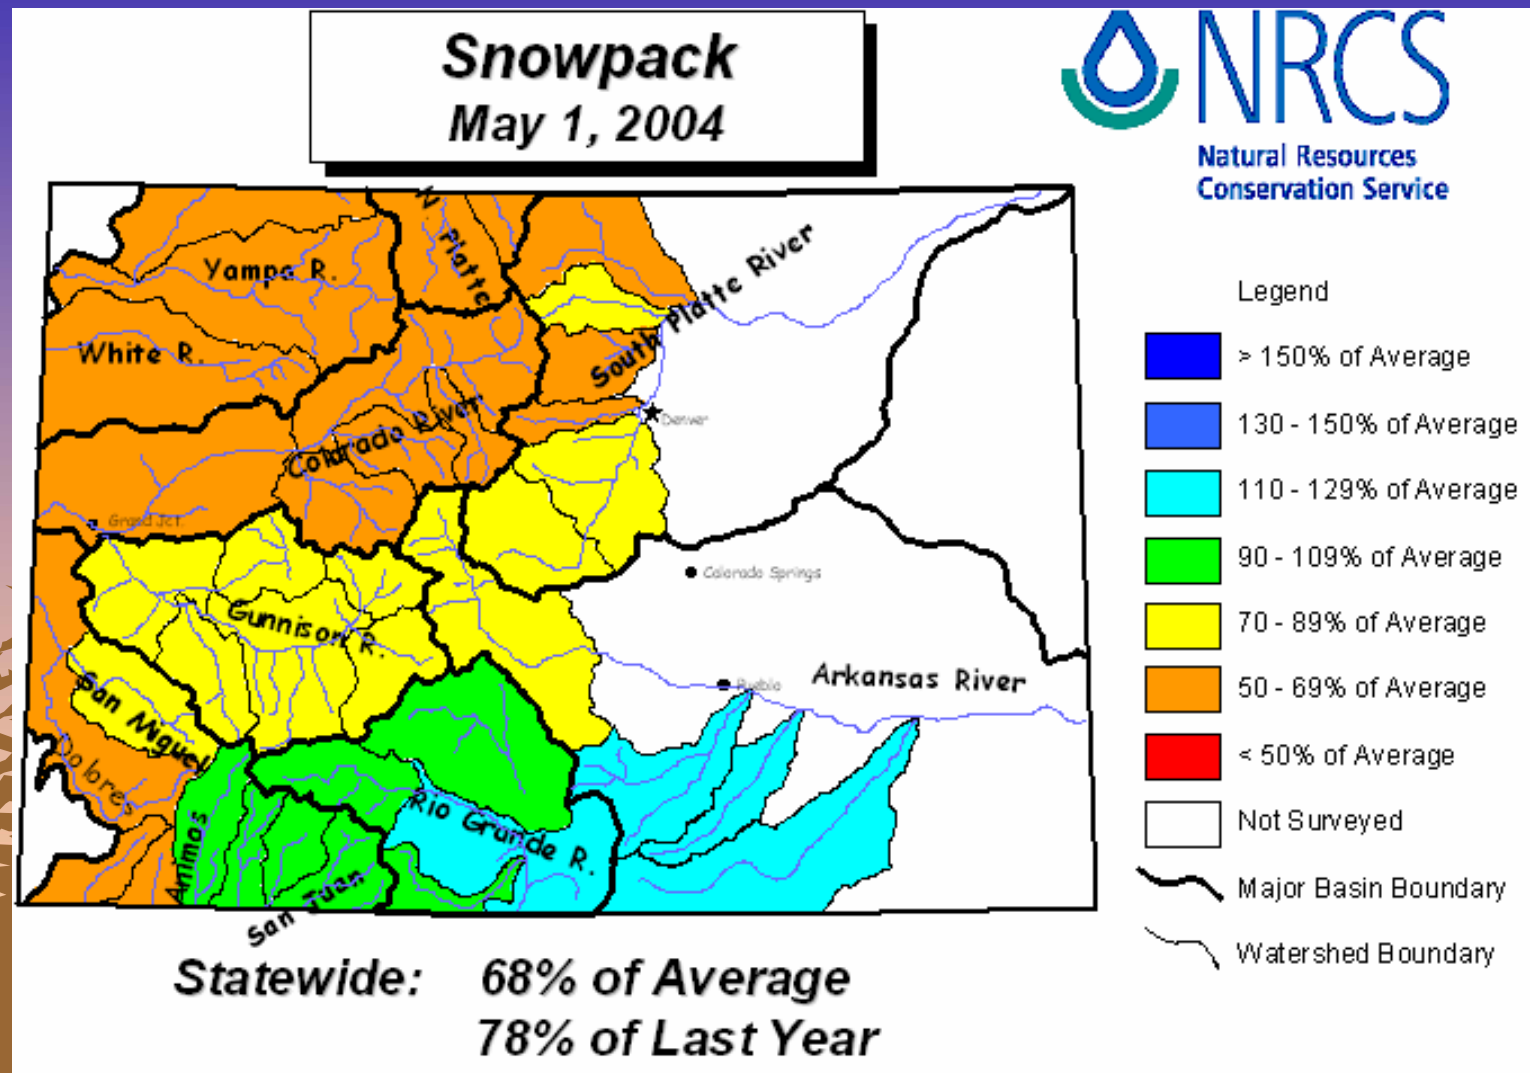 Snowpack
May 1, 2004
NRCS
Natural Resources
Conservation Service
Yampa R.
N. Platte
South Platte River
White R.
Colorado River
Denver
Grand Jct.
Colorado Springs
Gunnison R.
Pueblo
Arkansas River
San Miguel
Dolores
Rio Grande R.
Animas
San Juan
Legend
> 150% of Average
130 - 150% of Average
110 - 129% of Average
90 - 109% of Average
70 - 89% of Average
50 - 69% of Average
< 50% of Average
Not Surveyed
Major Basin Boundary
Watershed Boundary
Statewide: 68% of Average
78% of Last Year